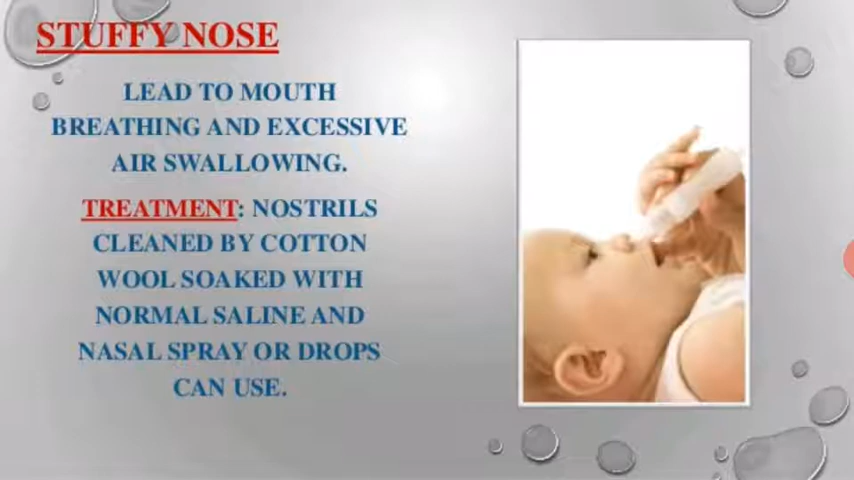 STUFFY NOSE
LEAD TO MOUTH
BREATHING AND EXCESSIVE
AIR SWALLOWING.
TREATMENT: NOSTRILS
CLEANED BY COTTON
WOOL SOAKED WITH
NORMAL SALINE AND
NASAL SPRAY OR DROPS
CAN USE.